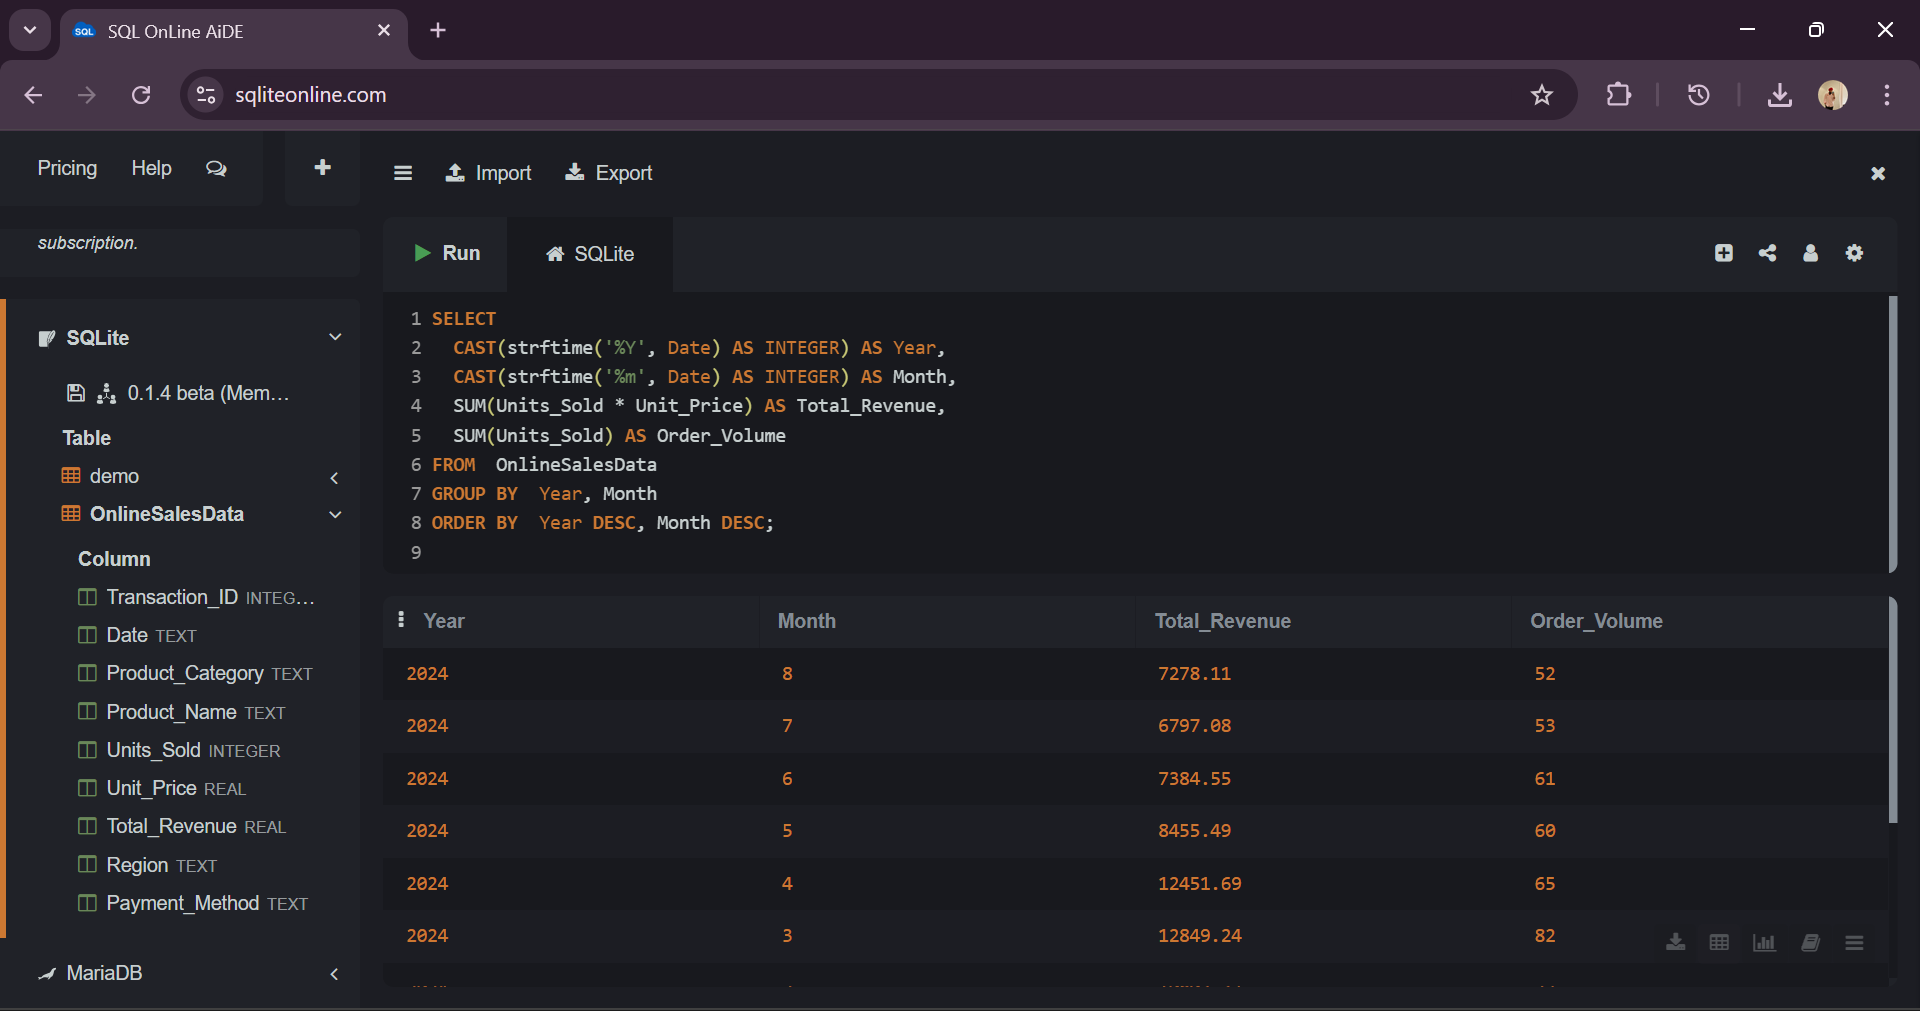 SQL OnLine AiDE
sqliteonline.com
Pricing Help
Import Export
subscription.
Run SQLite
SQLite
0.1.4 beta (Mem...
Table
demo
OnlineSalesData
Column
Transaction_ID INTEG...
Date TEXT
Product_Category TEXT
Product_Name TEXT
Units_Sold INTEGER
Unit_Price REAL
Total_Revenue REAL
Region TEXT
Payment_Method TEXT
MariaDB
1 SELECT
2 CAST(strftime('%Y', Date) AS INTEGER) AS Year,
3 CAST(strftime('%m', Date) AS INTEGER) AS Month,
4 SUM(Units_Sold * Unit_Price) AS Total_Revenue,
5 SUM(Units_Sold) AS Order_Volume
6 FROM OnlineSalesData
7 GROUP BY Year, Month
8 ORDER BY Year DESC, Month DESC;
9
Year Month Total_Revenue Order_Volume
2024 8 7278.11 52
2024 7 6797.08 53
2024 6 7384.55 61
2024 5 8455.49 60
2024 4 12451.69 65
2024 3 12849.24 82